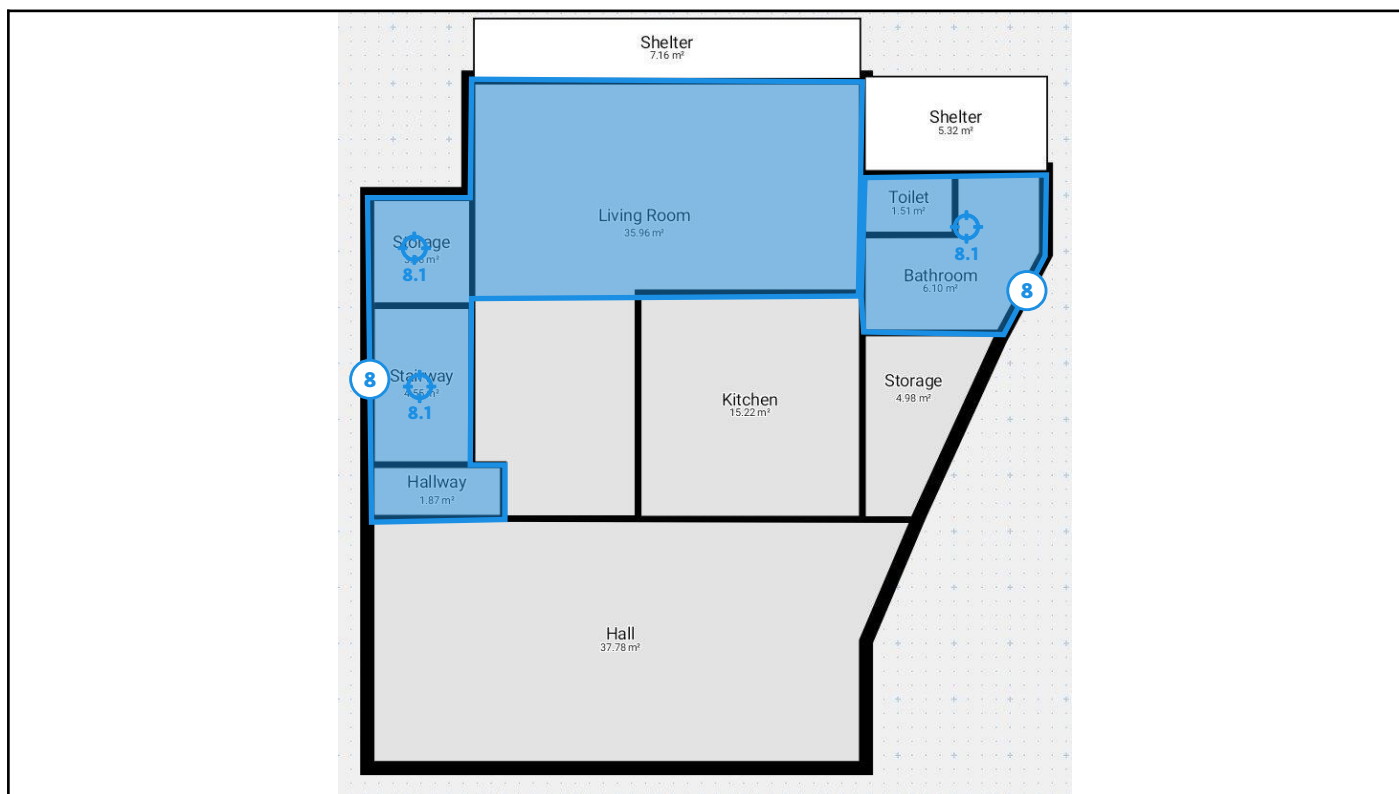 Shelter
7.16 m²
Shelter
5.32 m²
Toilet
1.51 m²
Living Room
35.96 m²
Storage
8.1
8.1
Bathroom
6.10 m²
8
8
Stairway
8.1
Storage
4.98 m²
Kitchen
15.22 m²
Hallway
1.87 m²
Hall
37.78 m²